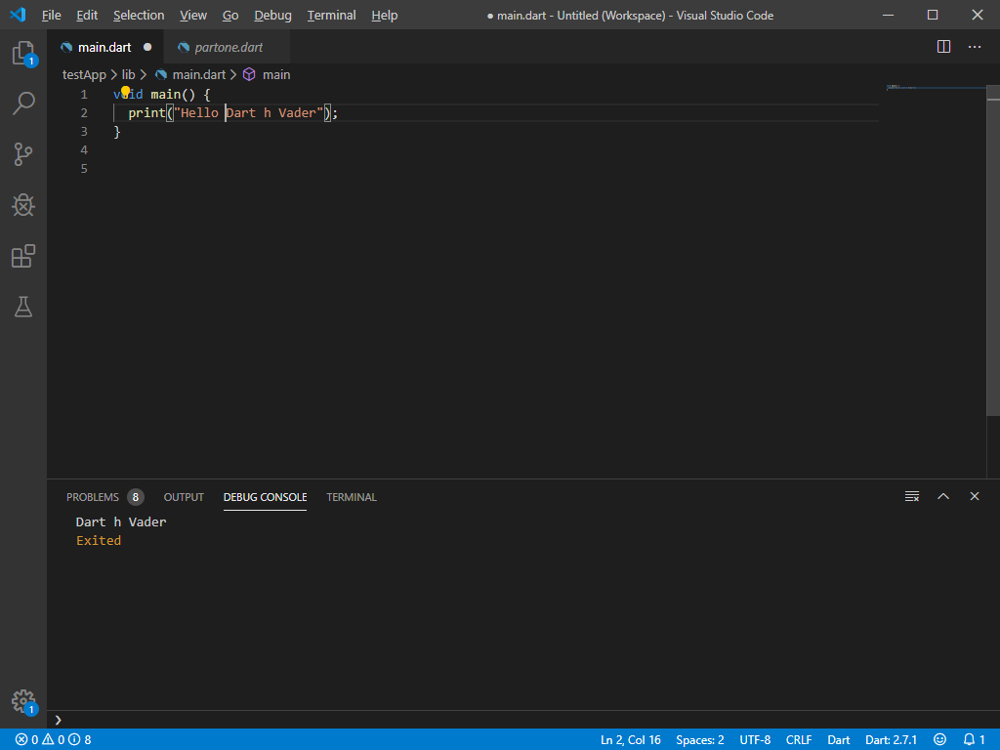 File Edit Selection View Go Debug Terminal Help ● main.dart - Untitled (Workspace) - Visual Studio Code
main.dart ● partone.dart
1
testApp > lib > main.dart > main
1 void main() {
2 print("Hello Dart h Vader");
3 }
4
5
PROBLEMS 8 OUTPUT DEBUG CONSOLE TERMINAL
Dart h Vader
Exited
1
❯
0 0 8 Ln 2, Col 16 Spaces: 2 UTF-8 CRLF Dart Dart: 2.7.1 1